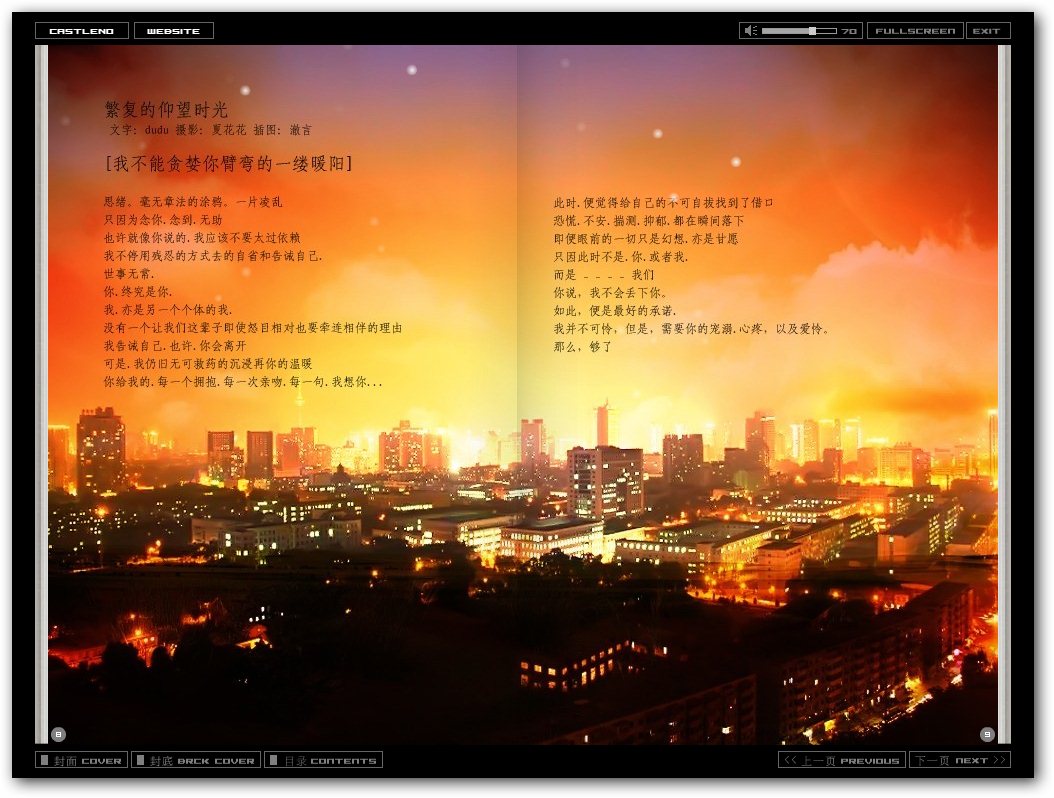 CASTLENO
WEBSITE
70
FULLSCREEN
EXIT
繁复的仰望时光
文字: dudu 摄影: 夏花花 插图: 澈言
[我不能贪婪你臂弯的一缕暖阳]
思绪。毫无章法的涂鸦。一片凌乱
只因为念你.念到.无助
也许就像你说的.我应该不要太过依赖
我不停用残忍的方式去的自省和告诫自己.
世事无常.
你.终究是你.
我.亦是另一个个体的我.
没有一个让我们这辈子即使怒目相对也要牵连相伴的理由
我告诫自己.也许.你会离开
可是.我仍旧无可救药的沉浸再你的温暖
你给我的.每一个拥抱.每一次亲吻.每一句.我想你...
此时.便觉得给自己的不可自拔找到了借口
恐慌.不安.揣测.抑郁.都在瞬间落下
即便眼前的一切只是幻想.亦是甘愿
只因此时不是.你.或者我.
而是 - - - - 我们
你说，我不会丢下你。
如此，便是最好的承诺.
我并不可怜，但是，需要你的宠溺.心疼，以及爱怜。
那么，够了
8
9
封面 COVER
封底 BACK COVER
目录 CONTENTS
<< 上一页 PREVIOUS
下一页 NEXT >>